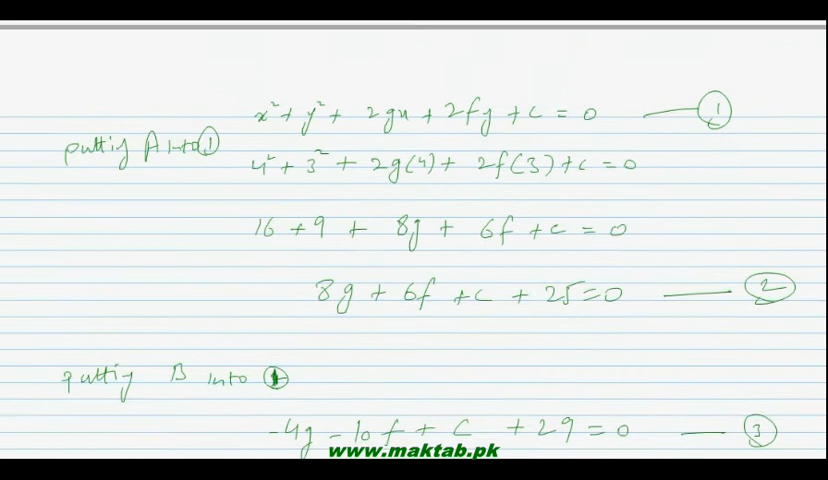 x² + y² + 2gx + 2fy + c = 0 —— ①
putting A into ①
4² + 3² + 2g(4) + 2f(3) + c = 0
16 + 9 + 8g + 6f + c = 0
8g + 6f + c + 25 = 0 —— ②
putting B into ①
-4g - 10f + c + 29 = 0 —— ③
www.maktab.pk